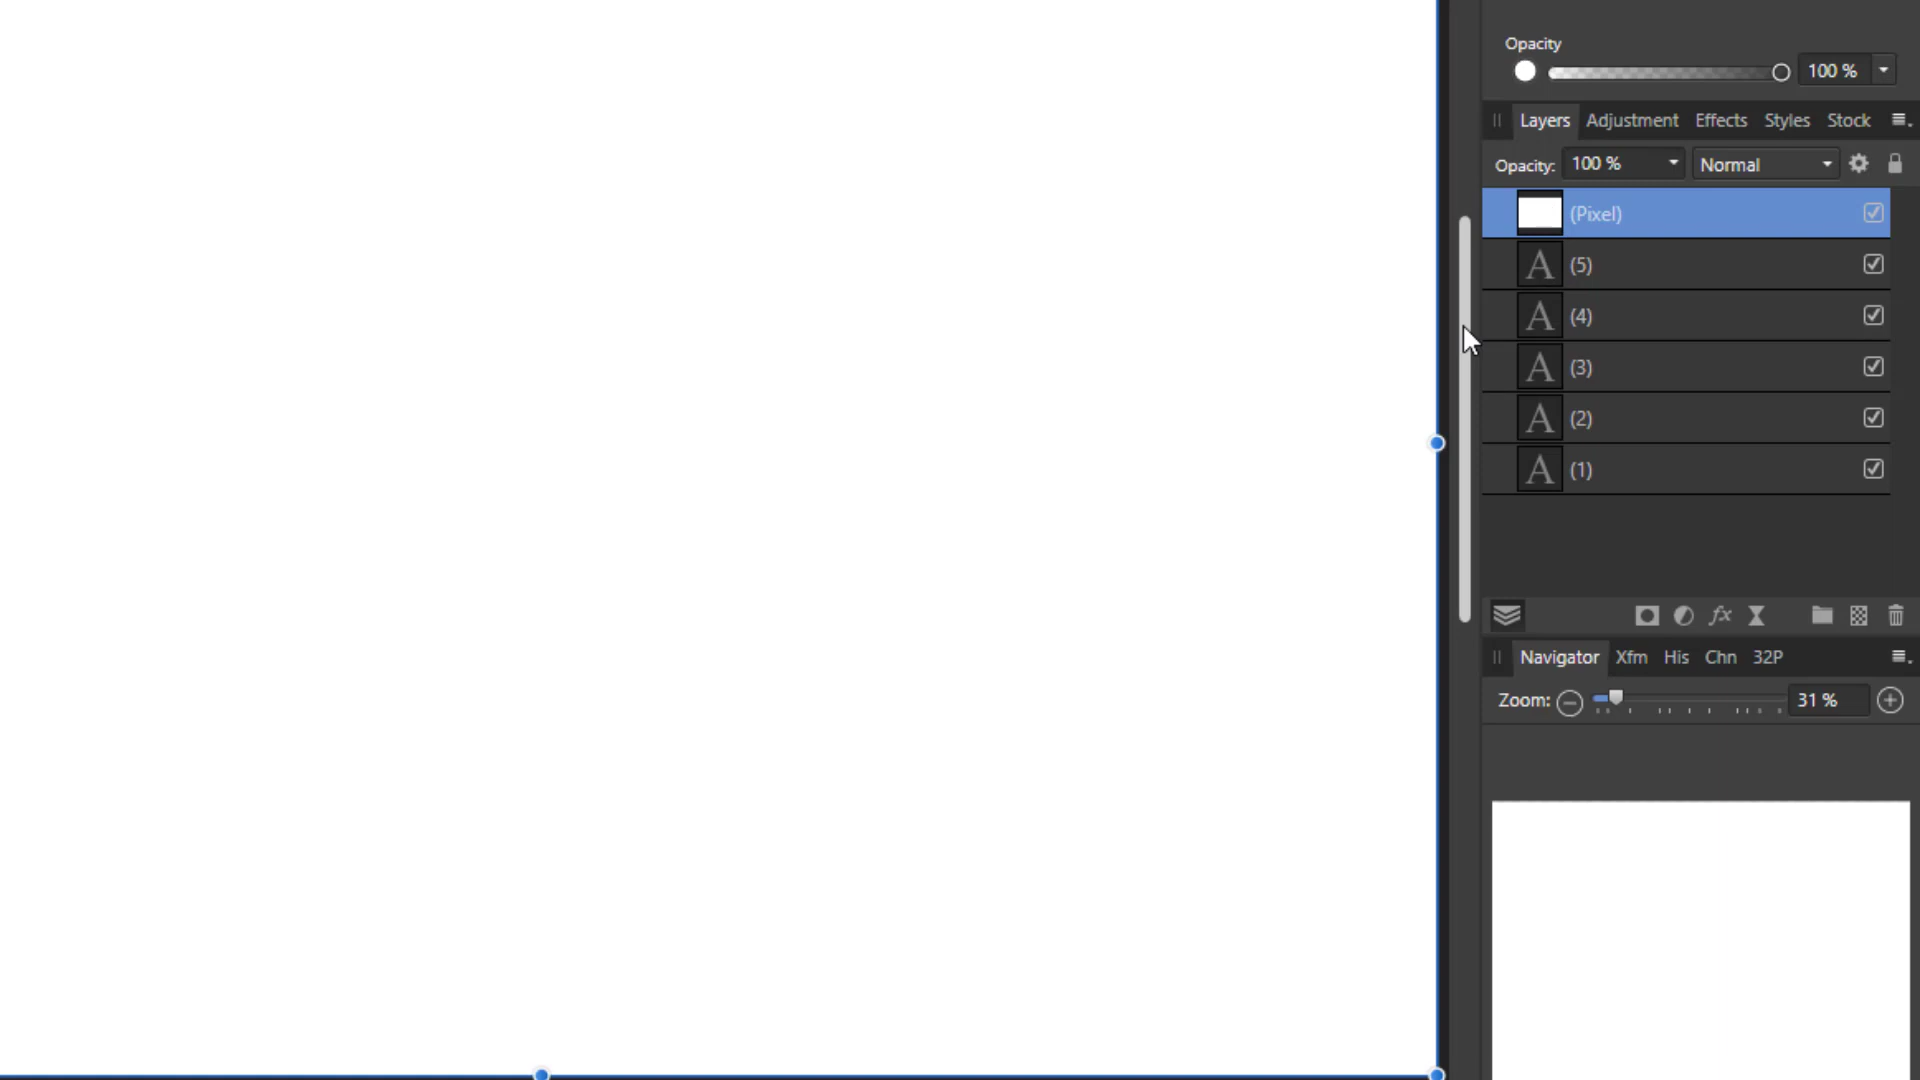 Opacity
100 %
Layers Adjustment Effects Styles Stock
Opacity: 100 % Normal
(Pixel)
A (5)
A (4)
A (3)
A (2)
A (1)
fx
Navigator Xfm His Chn 32P
Zoom: 31 %